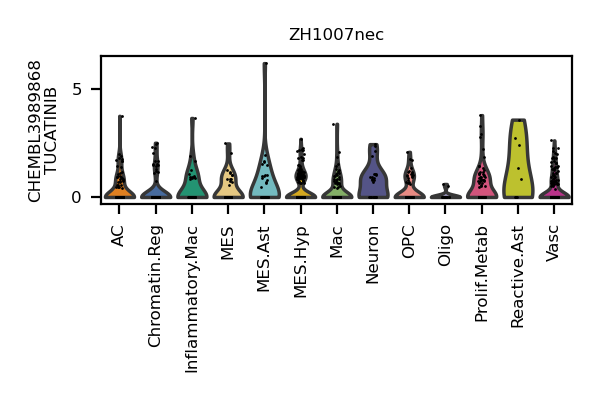 ZH1007nec
CHEMBL3989868
TUCATINIB
5
0
AC
Chromatin.Reg
Inflammatory.Mac
MES
MES.Ast
MES.Hyp
Mac
Neuron
OPC
Oligo
Prolif.Metab
Reactive.Ast
Vasc